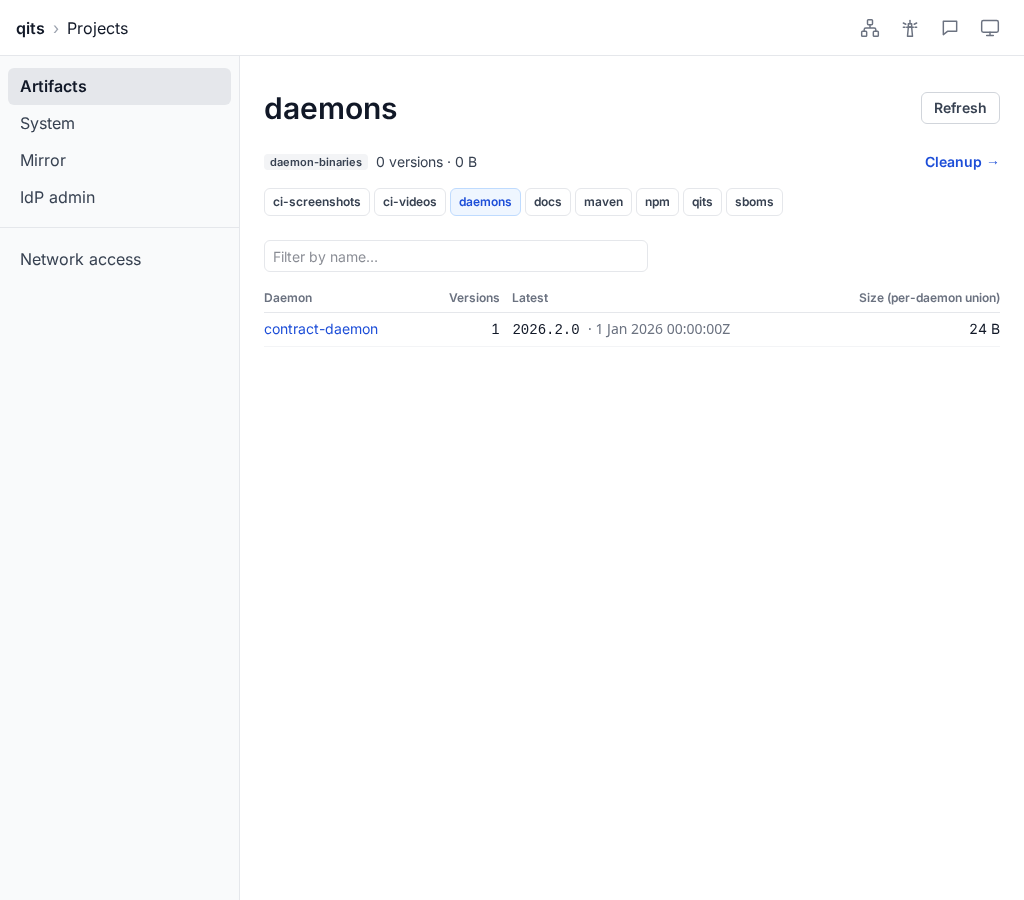 qits › Projects
Artifacts
System
Mirror
IdP admin
Network access
daemons
Refresh
daemon-binaries 0 versions · 0 B
Cleanup →
ci-screenshots ci-videos daemons docs maven npm qits sboms
Filter by name...
Daemon Versions Latest Size (per-daemon union)
contract-daemon 1 2026.2.0 · 1 Jan 2026 00:00:00Z 24 B